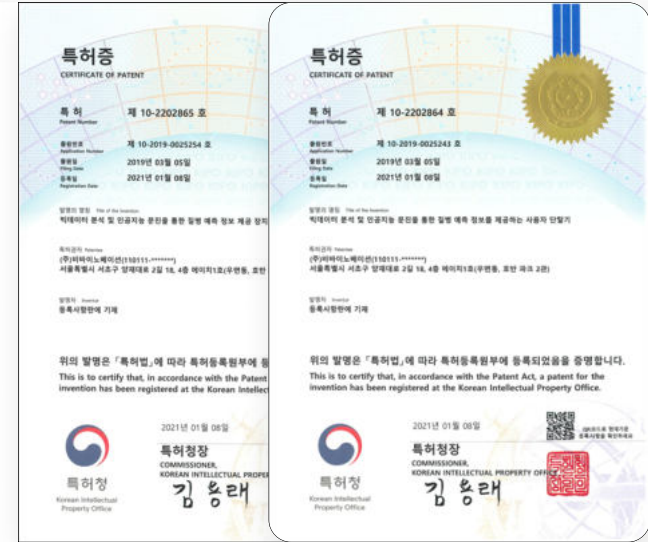 특허증
CERTIFICATE OF PATENT
특 허 제 10-2202865 호
Patent Number
출원번호 제 10-2019-0025254 호
Application Number
출원일 2019년 03월 05일
Filing Date
등록일 2021년 01월 08일
Registration Date
발명의 명칭 Title of the Invention
빅데이터 분석 및 인공지능 문진을 통한 질병 예측 정보 제공 장치
특허권자 Patentee
(주)비바이노베이션(110111-*******)
서울특별시 서초구 양재대로 2길 18, 4층 에이치1호(우면동, 호반
발명자 Inventor
등록사항란에 기재
위의 발명은 「특허법」에 따라 특허등록원부에 등
This is to certify that, in accordance with the Patent
invention has been registered at the Korean Intellec
2021년 01월 08일
특허청장
COMMISSIONER,
KOREAN INTELLECTUAL PROPER
김용래
특허청
Korean Intellectual
Property Office
특허증
CERTIFICATE OF PATENT
특 허 제 10-2202864 호
Patent Number
출원번호 제 10-2019-0025243 호
Application Number
출원일 2019년 03월 05일
Filing Date
등록일 2021년 01월 08일
Registration Date
발명의 명칭 Title of the Invention
빅데이터 분석 및 인공지능 문진을 통한 질병 예측 정보를 제공하는 사용자 단말기
특허권자 Patentee
(주)비바이노베이션(110111-*******)
서울특별시 서초구 양재대로 2길 18, 4층 에이치1호(우면동, 호반 파크 2관)
발명자 Inventor
등록사항란에 기재
위의 발명은 「특허법」에 따라 특허등록원부에 등록되었음을 증명합니다.
This is to certify that, in accordance with the Patent Act, a patent for the
invention has been registered at the Korean Intellectual Property Office.
2021년 01월 08일
QR코드로 현재기준
등록사항을 확인하세요
특허청장
COMMISSIONER,
KOREAN INTELLECTUAL PROPERTY OFFICE
김용래
특허청
Korean Intellectual
Property Office